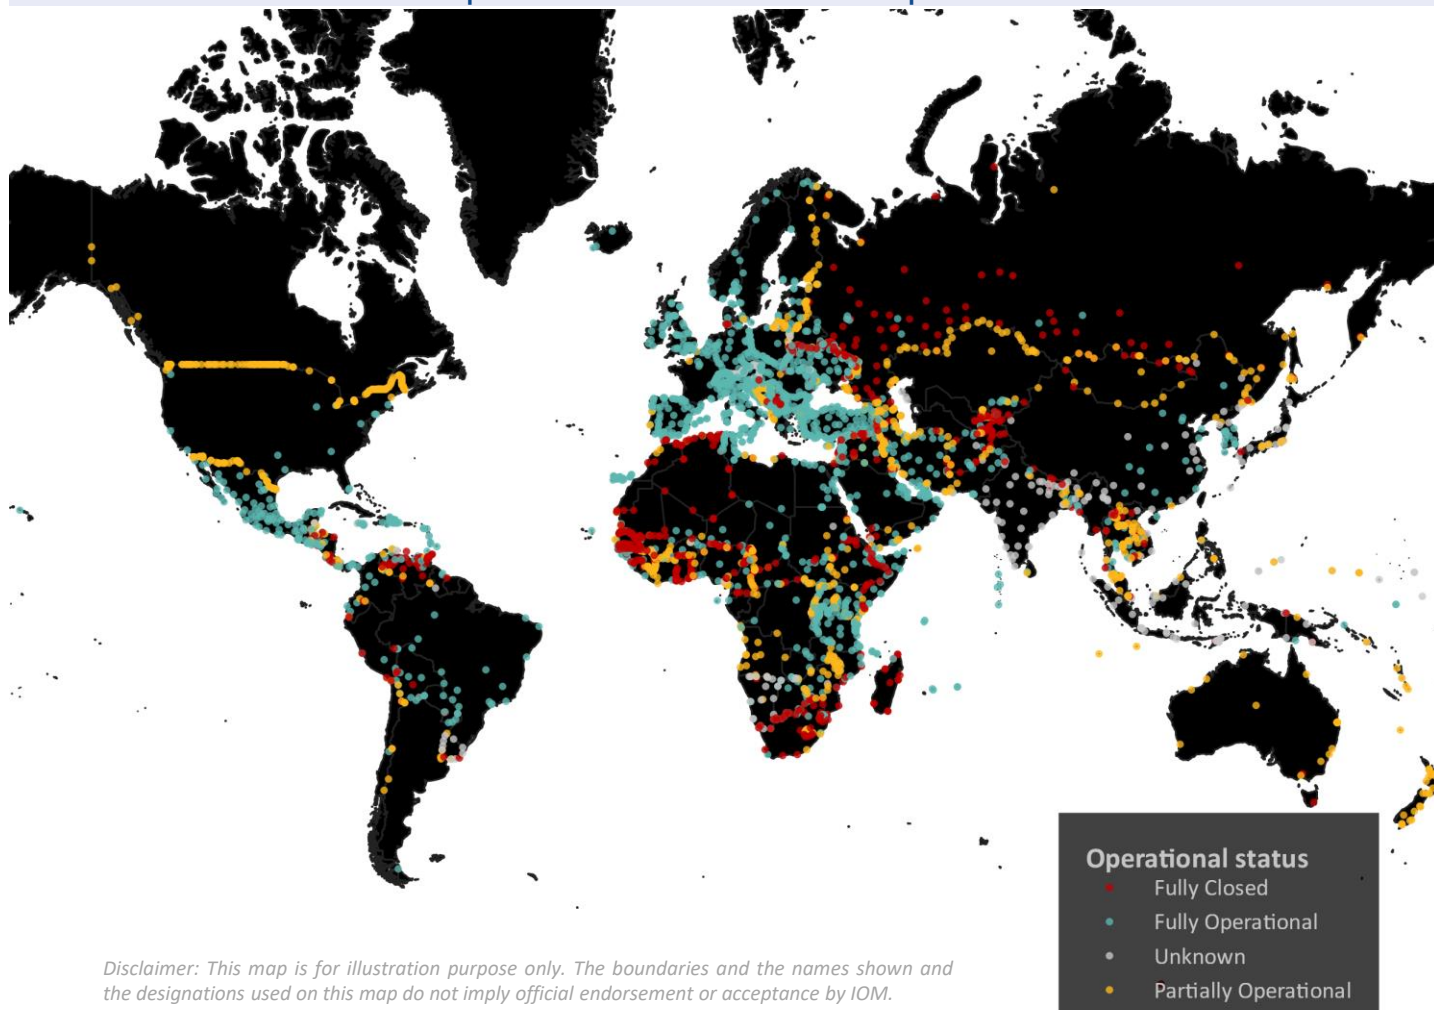 Operational status
Fully Closed
Fully Operational
Unknown
Partially Operational
Disclaimer: This map is for illustration purpose only. The boundaries and the names shown and
the designations used on this map do not imply official endorsement or acceptance by IOM.